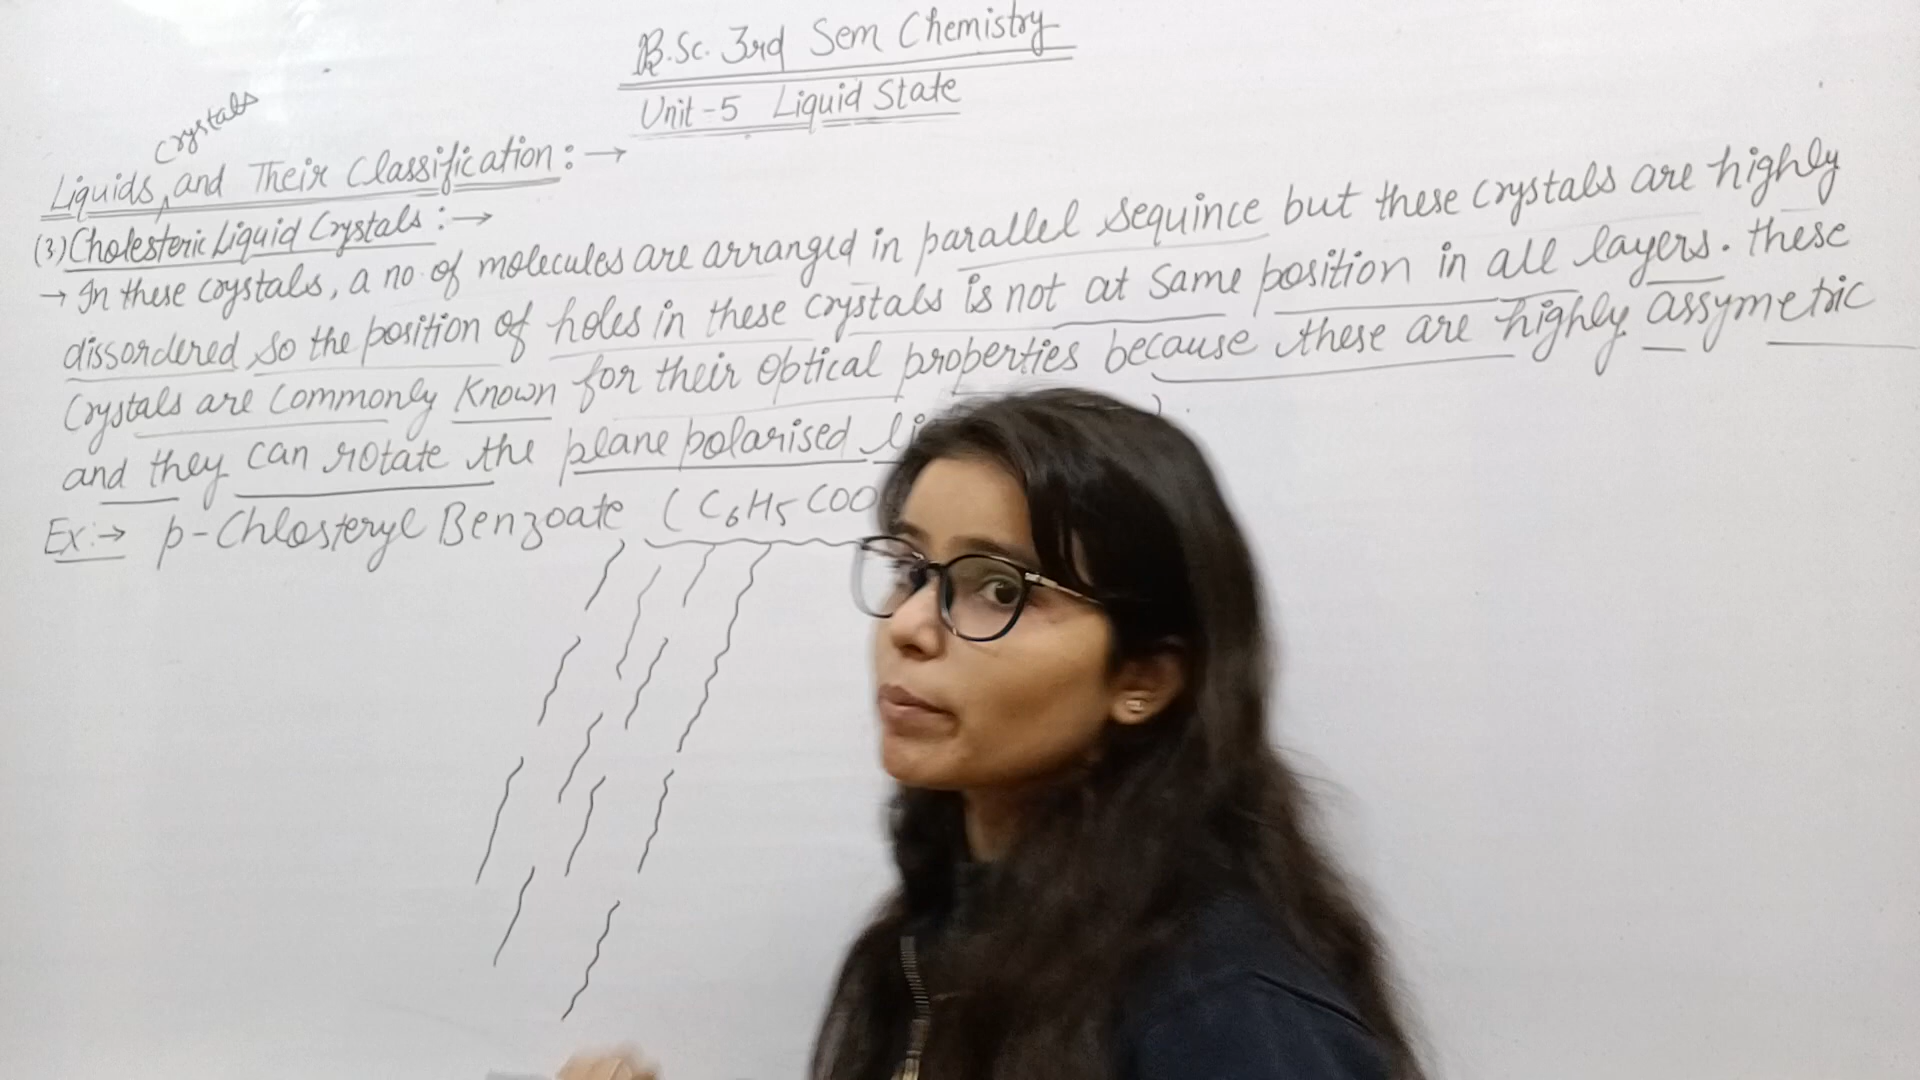 B.Sc. 3rd Sem Chemistry
Unit-5 Liquid State
Crystals
Liquids and Their Classification:→
(3) Cholesteric Liquid Crystals:→
→ In these crystals, a no. of molecules are arranged in parallel sequince but these crystals are highly
dissordered so the position of holes in these crystals is not at same position in all layers. these
Crystals are commonly known for their optical properties because these are highly assymetric
and they can rotate the plane polarised
Ex:→ p-Chlosteryl Benzoate (C6H5COO